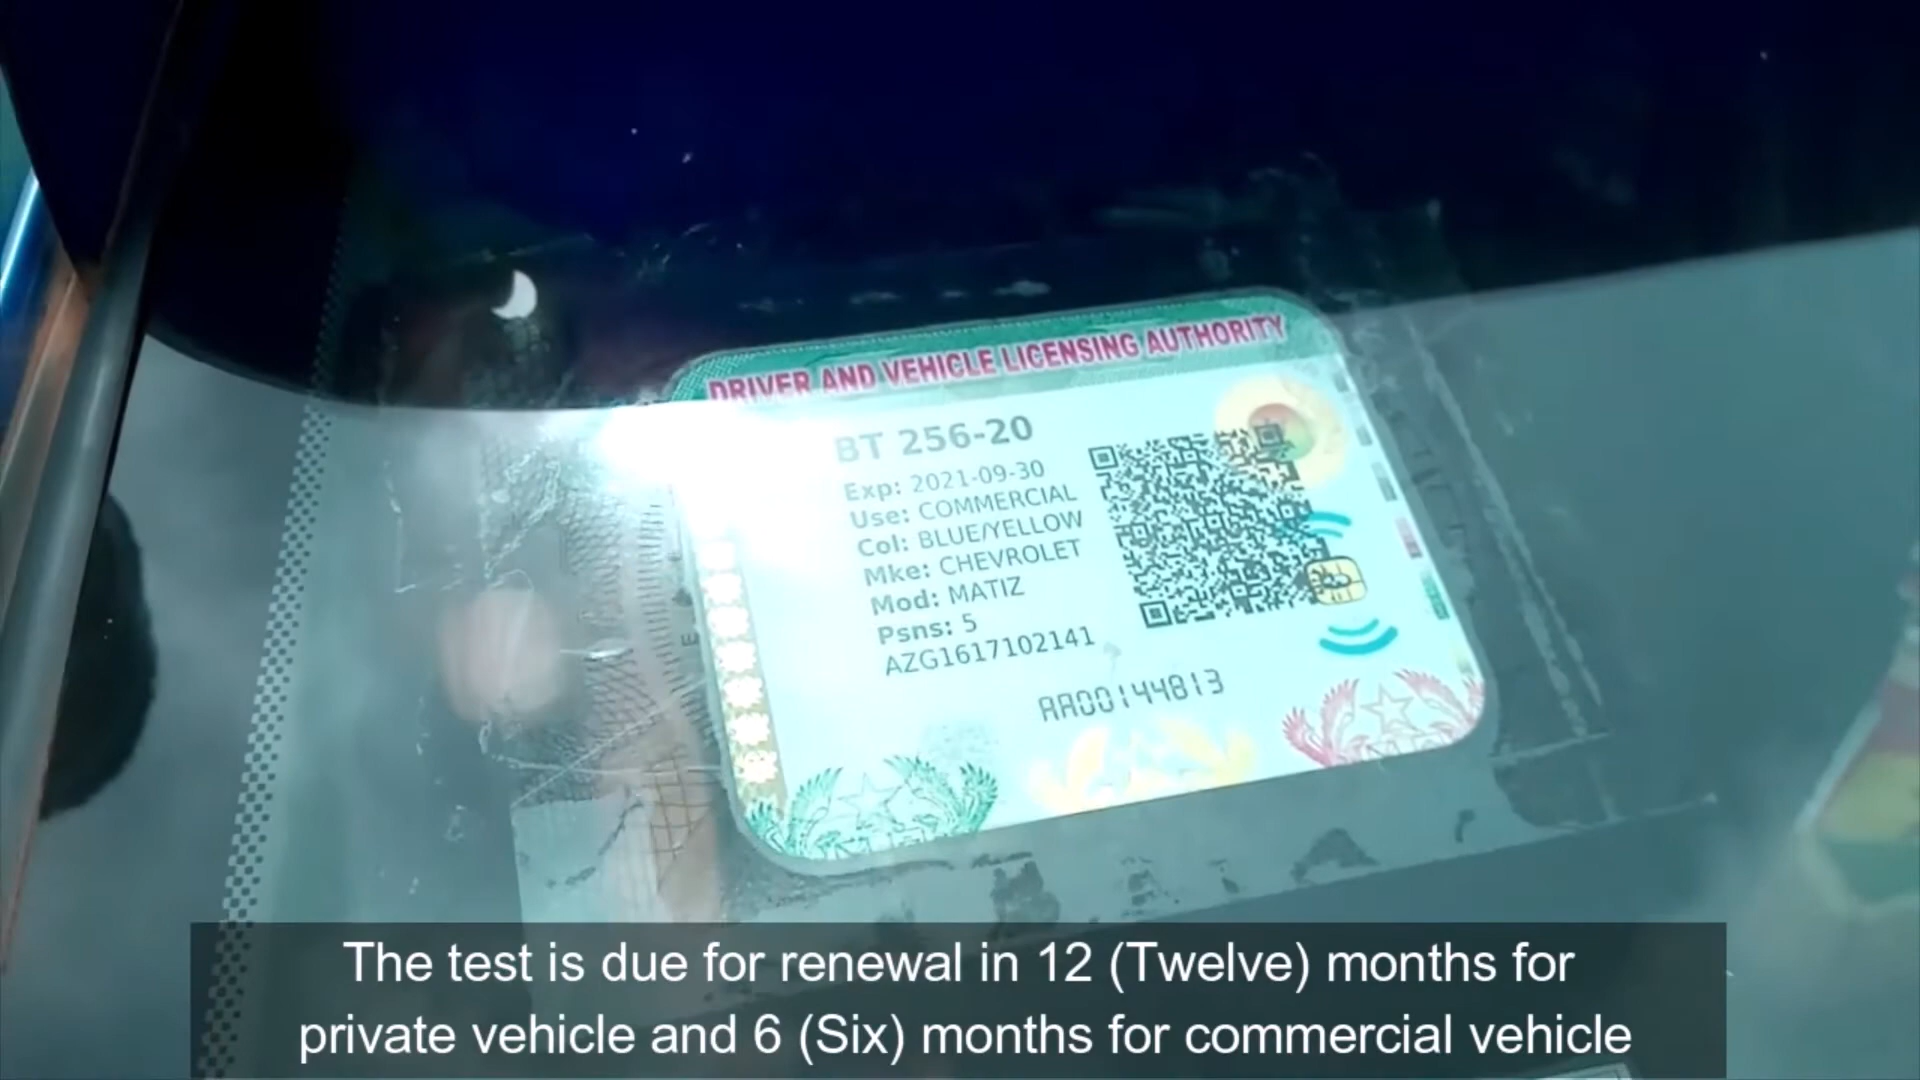 DRIVER AND VEHICLE LICENSING AUTHORITY
BT 256-20
Exp: 2021-09-30
Use: COMMERCIAL
Col: BLUE/YELLOW
Mke: CHEVROLET
Mod: MATIZ
Psns: 5
AZG1617102141
AA00144813
The test is due for renewal in 12 (Twelve) months for
private vehicle and 6 (Six) months for commercial vehicle